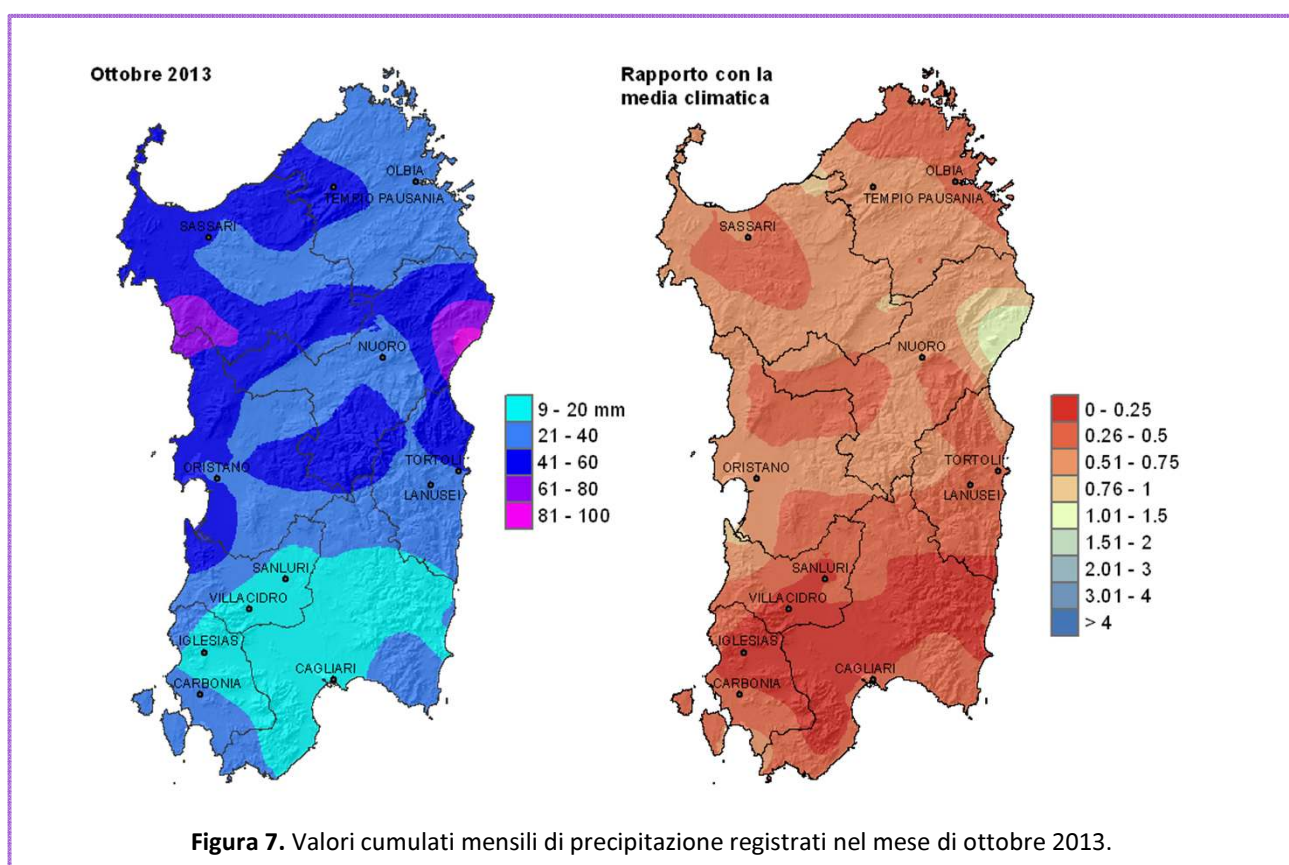 Ottobre 2013
OLBIA
TEMPIO PAUSANIA
SASSARI
NUORO
ORISTANO
TORTOLI
LANUSEI
SANLURI
VILLACIDRO
IGLESIAS
CAGLIARI
CARBONIA
9 - 20 mm
21 - 40
41 - 60
61 - 80
81 - 100
Rapporto con la
media climatica
OLBIA
TEMPIO PAUSANIA
SASSARI
NUORO
ORISTANO
TORTOLI
LANUSEI
SANLURI
VILLACIDRO
IGLESIAS
CAGLIARI
CARBONIA
0 - 0.25
0.26 - 0.5
0.51 - 0.75
0.76 - 1
1.01 - 1.5
1.51 - 2
2.01 - 3
3.01 - 4
> 4
Figura 7. Valori cumulati mensili di precipitazione registrati nel mese di ottobre 2013.